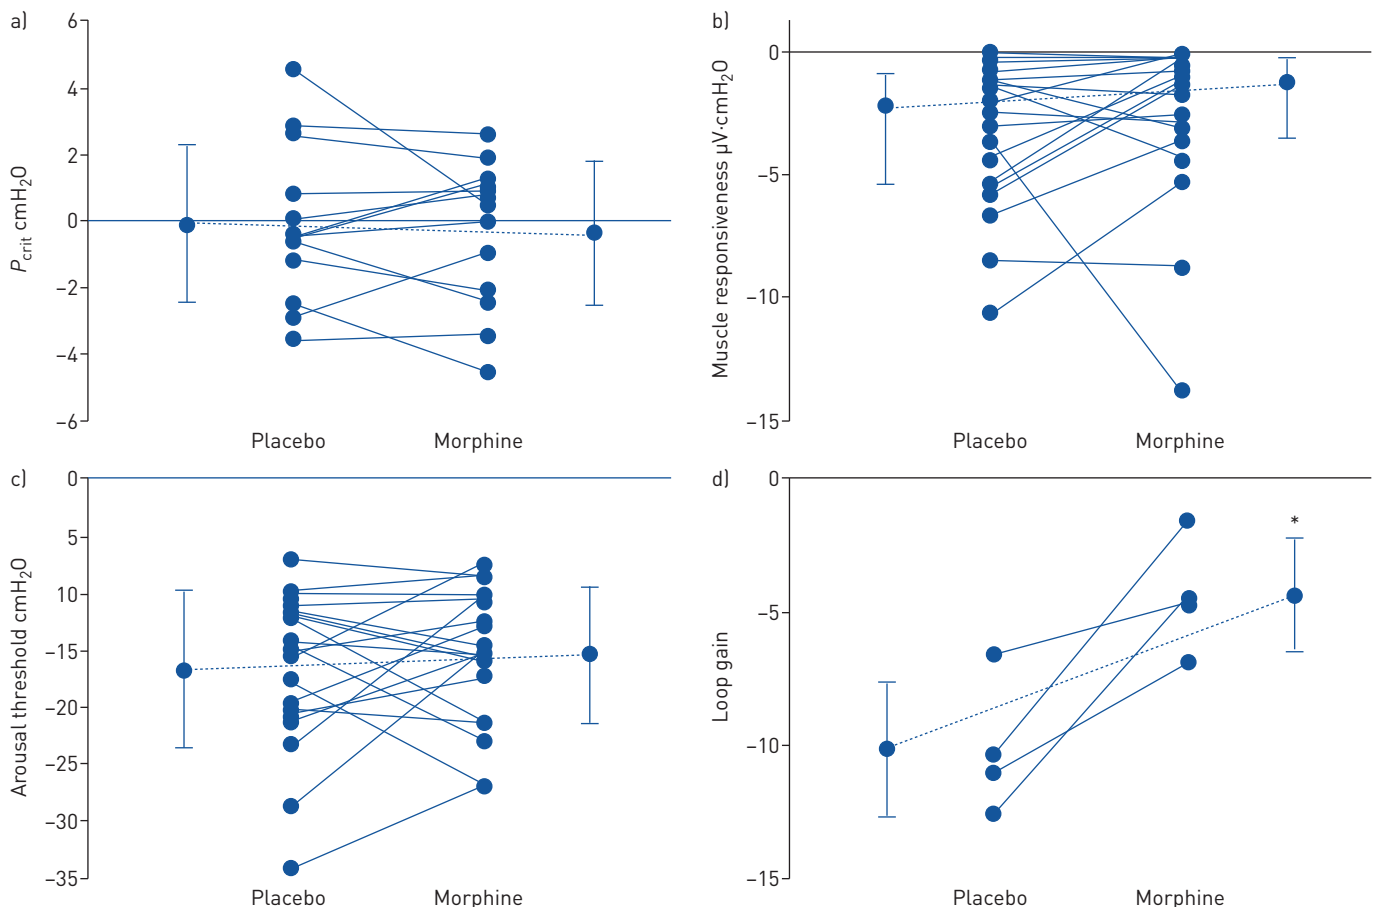 a)
6
4
2
0
–2
–4
–6
Pcrit cmH2O
Placebo Morphine
b)
0
–5
–10
–15
Muscle responsiveness µV·cmH2O
Placebo Morphine
c)
0
5
10
–15
–20
–25
–30
–35
Arousal threshold cmH2O
Placebo Morphine
d)
0
–5
–10
–15
Loop gain
*
Placebo Morphine